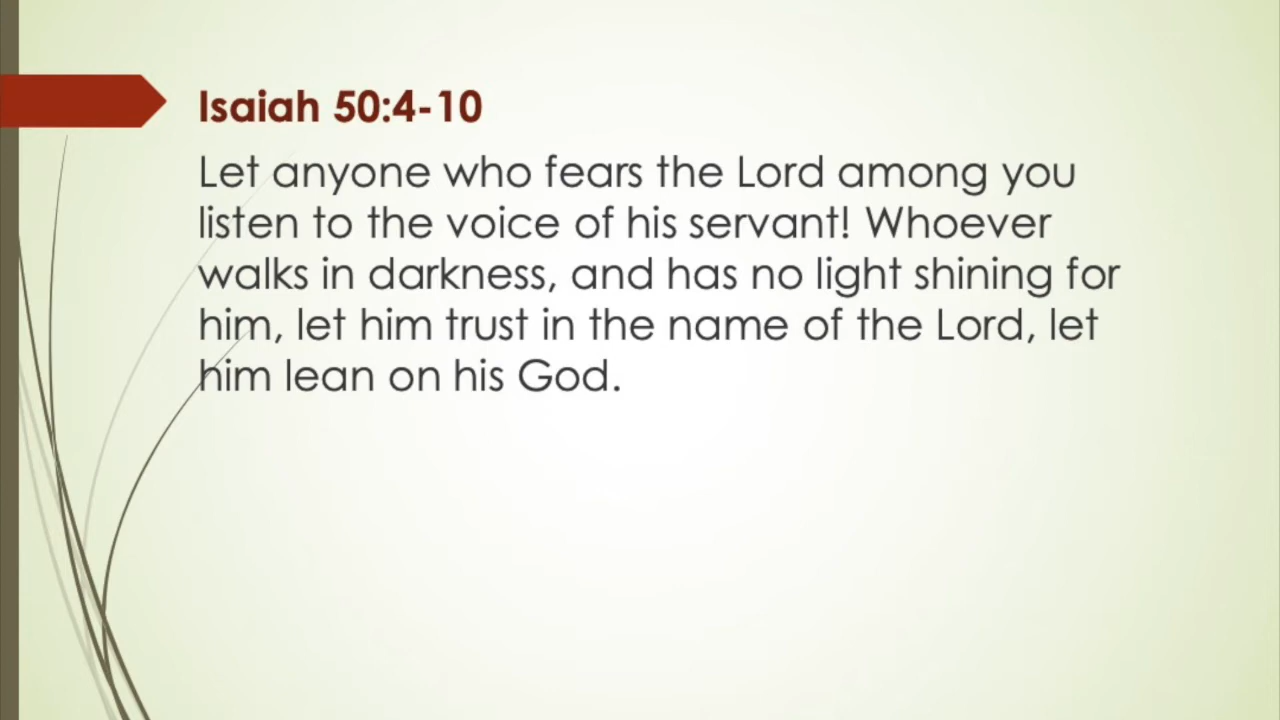 Isaiah 50:4-10
Let anyone who fears the Lord among you
listen to the voice of his servant! Whoever
walks in darkness, and has no light shining for
him, let him trust in the name of the Lord, let
him lean on his God.